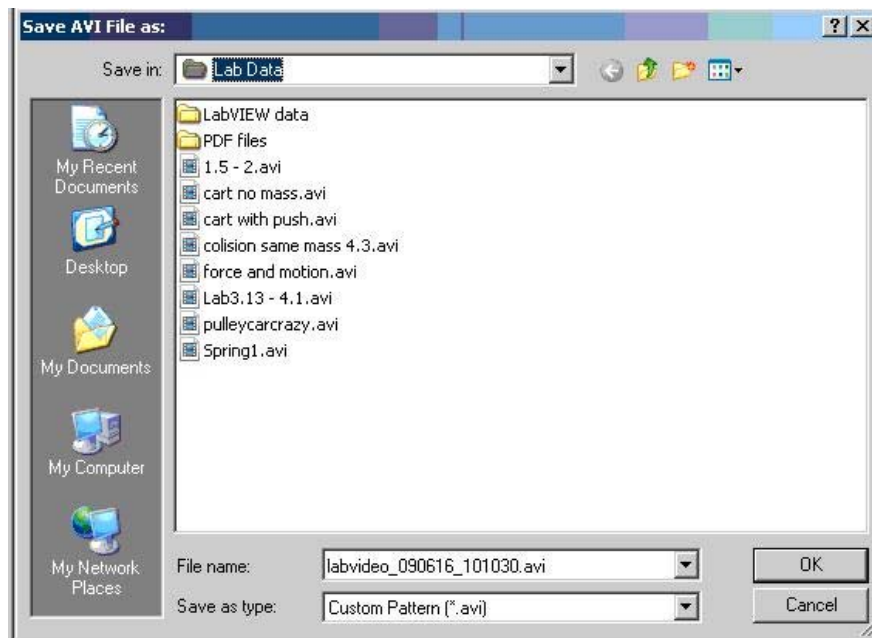 Save AVI File as:
Save in:
Lab Data
My Recent
Documents
Desktop
My Documents
My Computer
My Network
Places
LabVIEW data
PDF files
1.5 - 2.avi
cart no mass.avi
cart with push.avi
colision same mass 4.3.avi
force and motion.avi
Lab3.13 - 4.1.avi
pulleycarcrazy.avi
Spring1.avi
File name:
labvideo_090616_101030.avi
OK
Save as type:
Custom Pattern (*.avi)
Cancel